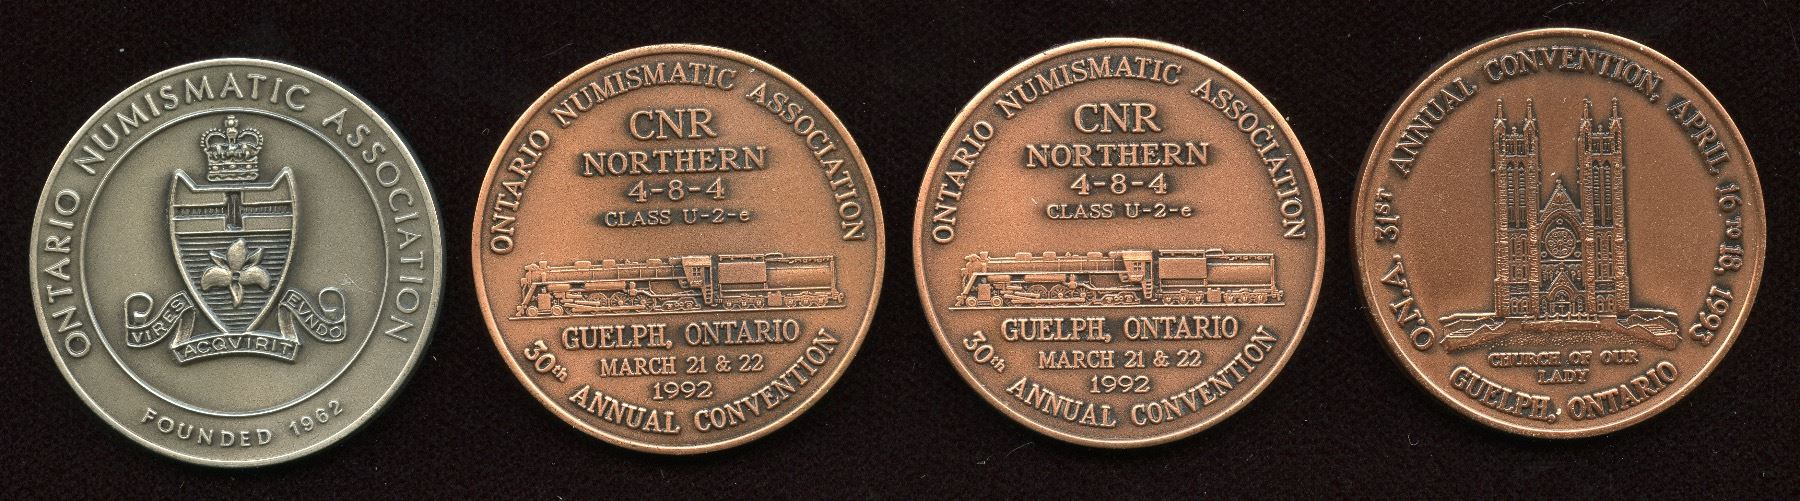 ONTARIO NUMISMATIC ASSOCIATION
VIRES
ACQVIRIT
EVNDO
FOUNDED 1962
ONTARIO NUMISMATIC ASSOCIATION
CNR
NORTHERN
4-8-4
CLASS U-2-e
GUELPH, ONTARIO
MARCH 21 & 22
1992
30th ANNUAL CONVENTION
ONTARIO NUMISMATIC ASSOCIATION
CNR
NORTHERN
4-8-4
CLASS U-2-e
GUELPH, ONTARIO
MARCH 21 & 22
1992
30th ANNUAL CONVENTION
O.N.A. 31ST ANNUAL CONVENTION, APRIL 16 TO 18, 1993
CHURCH OF OUR
LADY
GUELPH, ONTARIO